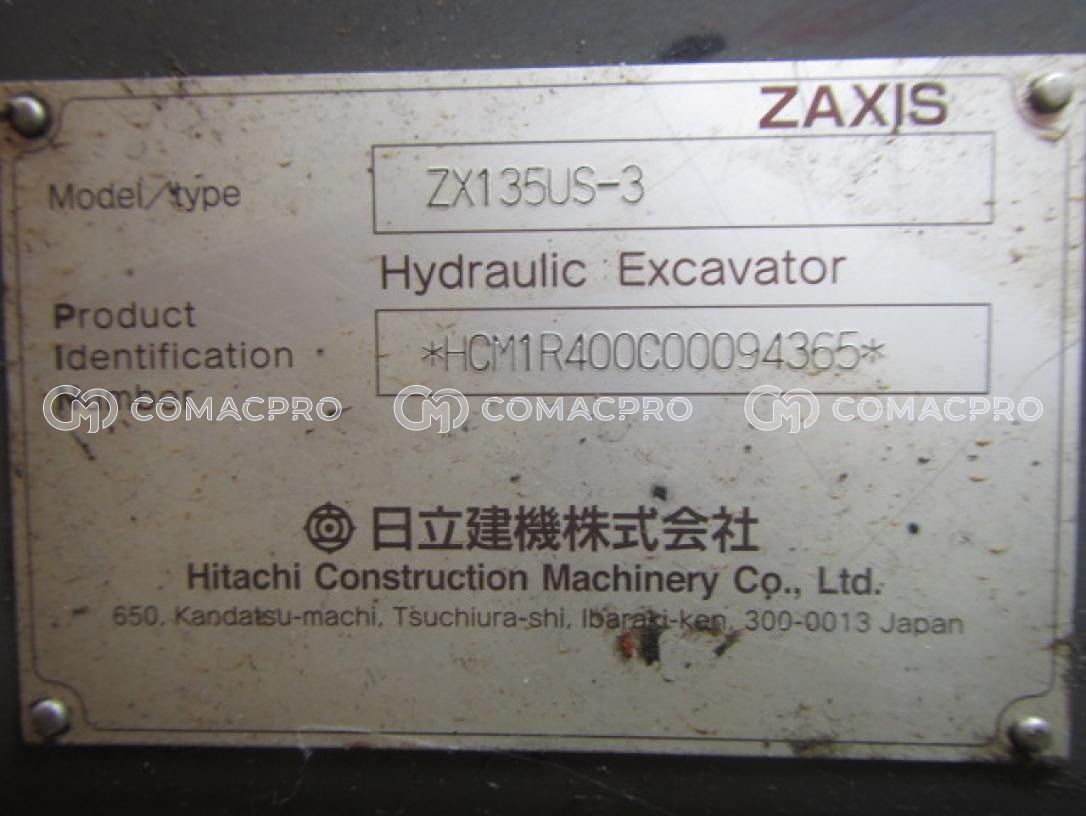 ZAXIS
Model/type ZX135US-3
Hydraulic Excavator
Product
Identification *HCM1R400C00094365*
Number
COMACPRO COMACPRO COMACPRO
日立建機株式会社
Hitachi Construction Machinery Co., Ltd.
650, Kandatsu-machi, Tsuchiura-shi, Ibaraki-ken, 300-0013 Japan